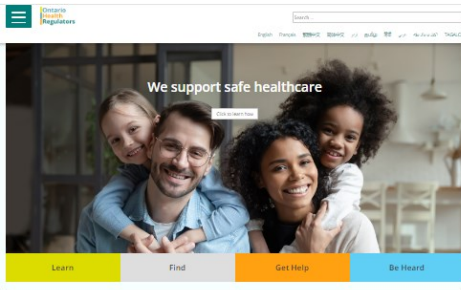 Ontario
Health
Regulators
Search...
English Français
We support safe healthcare
Click to learn how
Learn Find Get Help Be Heard